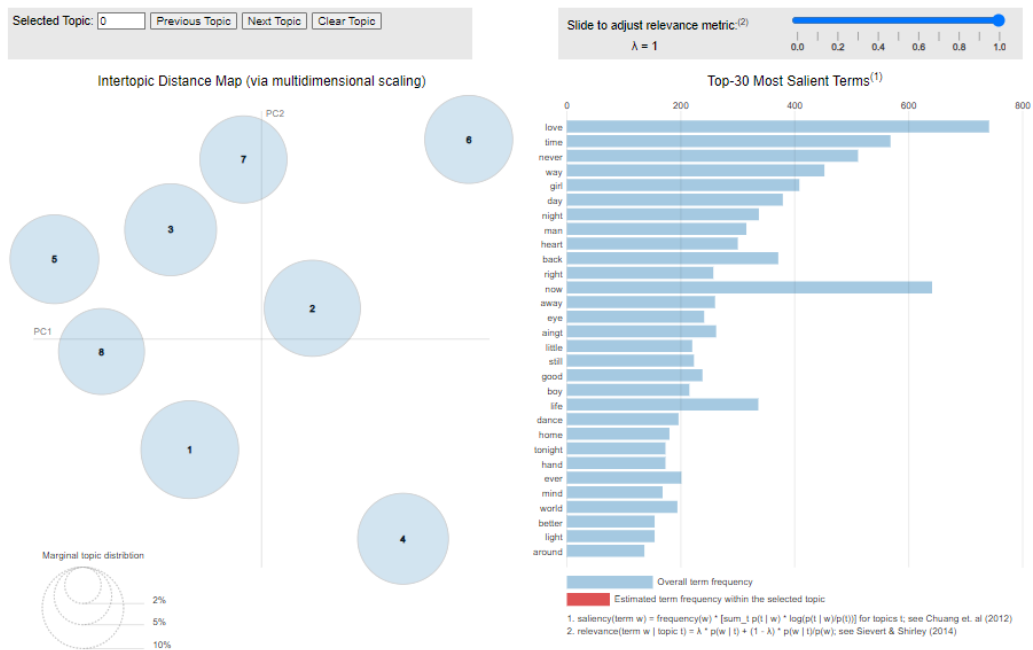 Selected Topic: 0 Previous Topic Next Topic Clear Topic
Slide to adjust relevance metric:(2)
λ = 1
0.0 0.2 0.4 0.6 0.8 1.0
Intertopic Distance Map (via multidimensional scaling)
PC2
PC1
6
7
3
5
2
8
1
4
Marginal topic distribtion
2%
5%
10%
Top-30 Most Salient Terms(1)
0 200 400 600 800
love
time
never
way
girl
day
night
man
heart
back
right
now
away
eye
aingt
little
still
good
boy
life
dance
home
tonight
hand
ever
mind
world
better
light
around
Overall term frequency
Estimated term frequency within the selected topic
1. saliency(term w) = frequency(w) * [sum_t p(t | w) * log(p(t | w)/p(t))] for topics t; see Chuang et. al (2012)
2. relevance(term w | topic t) = λ * p(w | t) + (1 - λ) * p(w | t)/p(w); see Sievert & Shirley (2014)